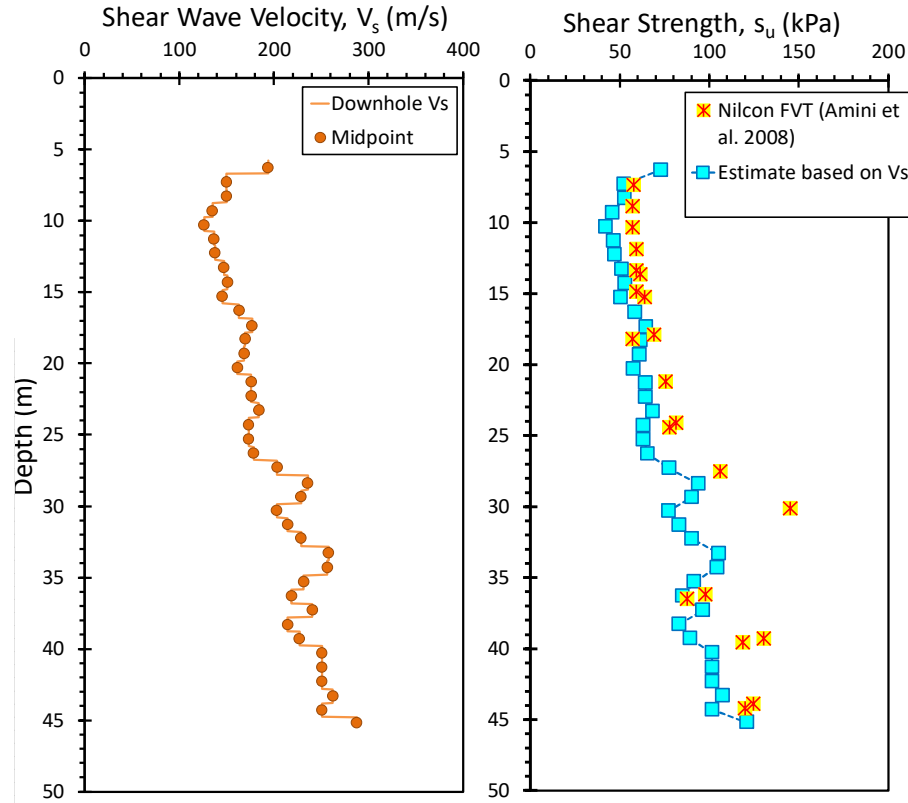 Shear Wave Velocity, Vs (m/s)
0 100 200 300 400
0
5
10
15
20
25
30
35
40
45
50
Depth (m)
Downhole Vs
Midpoint
Shear Strength, su (kPa)
0 50 100 150 200
0
5
10
15
20
25
30
35
40
45
50
Nilcon FVT (Amini
et al. 2008)
Estimate based on Vs